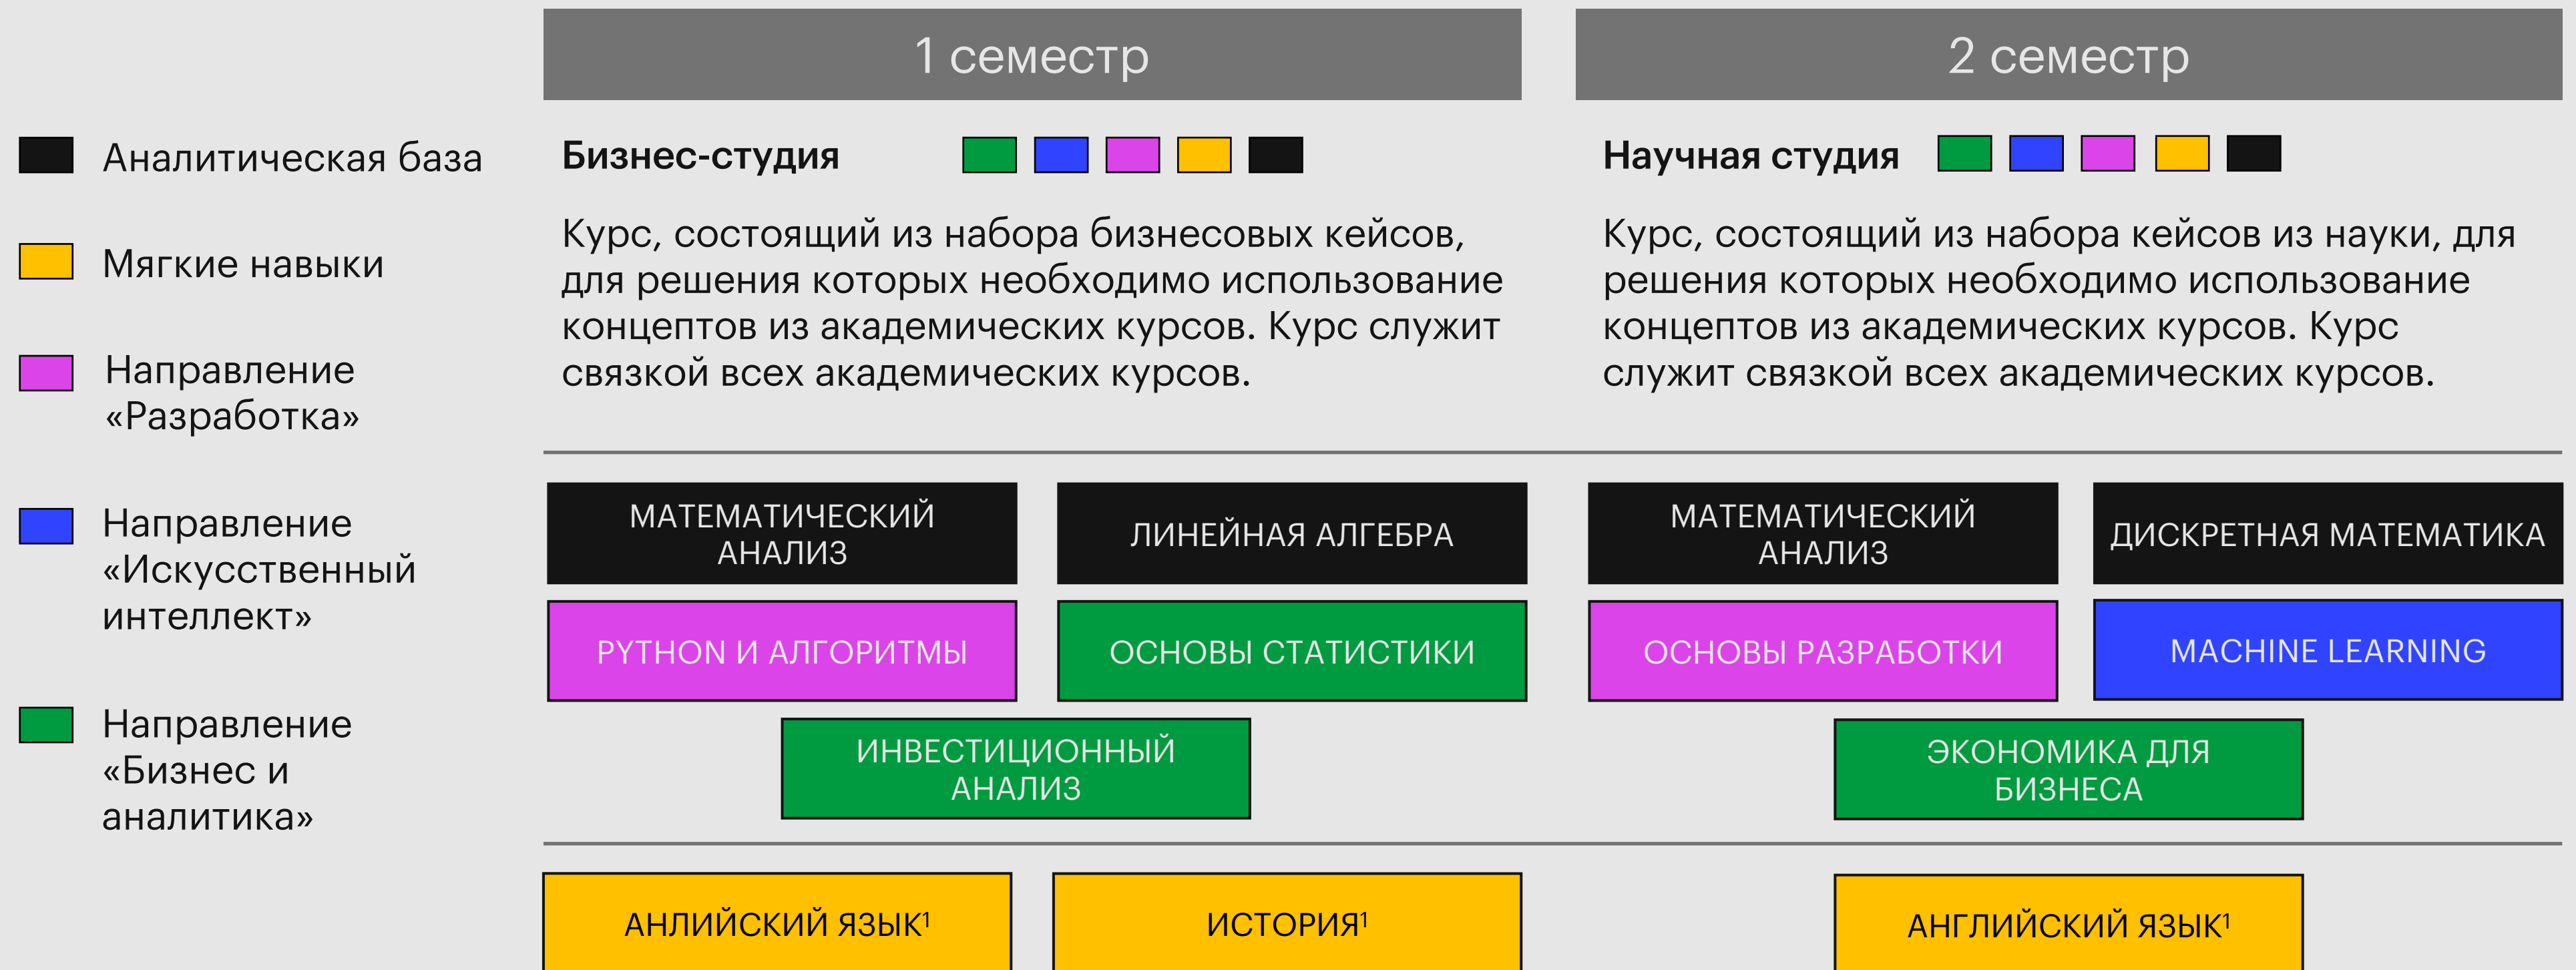 1 семестр
2 семестр
Аналитическая база
Мягкие навыки
Направление
«Разработка»
Направление
«Искусственный
интеллект»
Направление
«Бизнес и
аналитика»
Бизнес-студия
Курс, состоящий из набора бизнесовых кейсов,
для решения которых необходимо использование
концептов из академических курсов. Курс служит
связкой всех академических курсов.
Научная студия
Курс, состоящий из набора кейсов из науки, для
решения которых необходимо использование
концептов из академических курсов. Курс
служит связкой всех академических курсов.
МАТЕМАТИЧЕСКИЙ
АНАЛИЗ
ЛИНЕЙНАЯ АЛГЕБРА
PYTHON И АЛГОРИТМЫ
ОСНОВЫ СТАТИСТИКИ
ИНВЕСТИЦИОННЫЙ
АНАЛИЗ
МАТЕМАТИЧЕСКИЙ
АНАЛИЗ
ДИСКРЕТНАЯ МАТЕМАТИКА
ОСНОВЫ РАЗРАБОТКИ
MACHINE LEARNING
ЭКОНОМИКА ДЛЯ
БИЗНЕСА
АНЛИЙСКИЙ ЯЗЫК¹
ИСТОРИЯ¹
АНГЛИЙСКИЙ ЯЗЫК¹